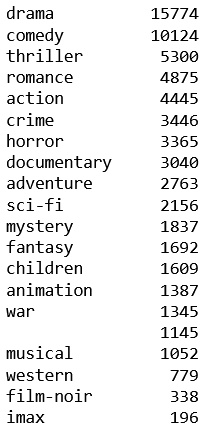 drama 15774
comedy 10124
thriller 5300
romance 4875
action 4445
crime 3446
horror 3365
documentary 3040
adventure 2763
sci-fi 2156
mystery 1837
fantasy 1692
children 1609
animation 1387
war 1345
1145
musical 1052
western 779
film-noir 338
imax 196